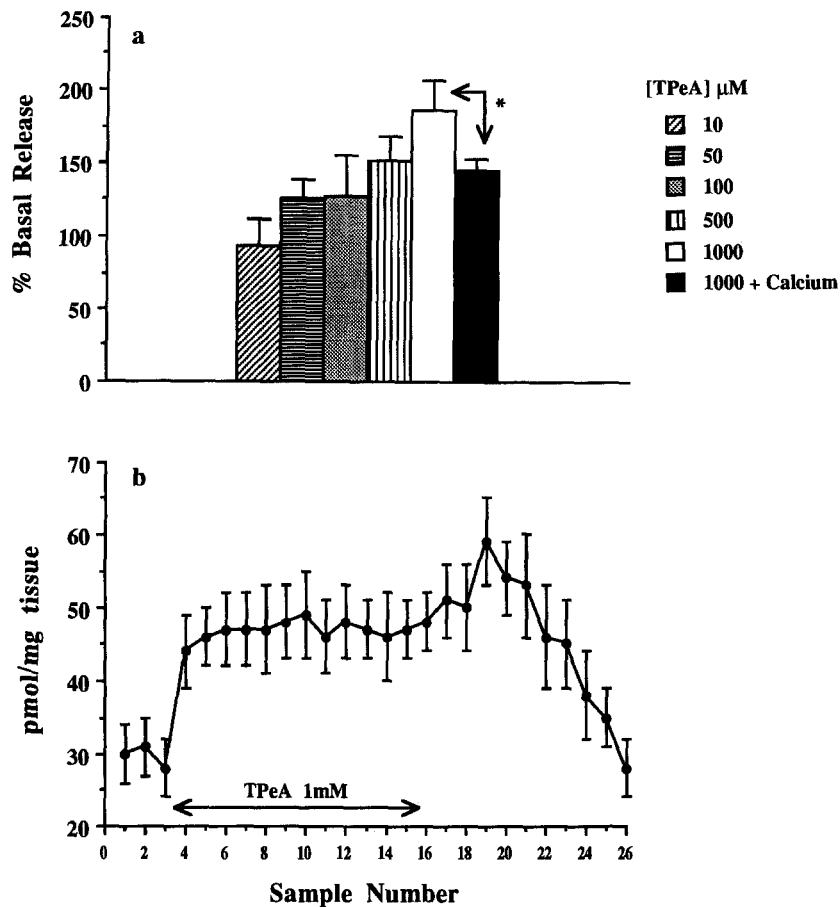 a
250
200
150
100
50
0
% Basal Release
*
[TPeA] µM
10
50
100
500
1000
1000 + Calcium
b
70
60
50
40
30
20
pmol/mg tissue
TPeA 1mM
0 2 4 6 8 10 12 14 16 18 20 22 24 26
Sample Number